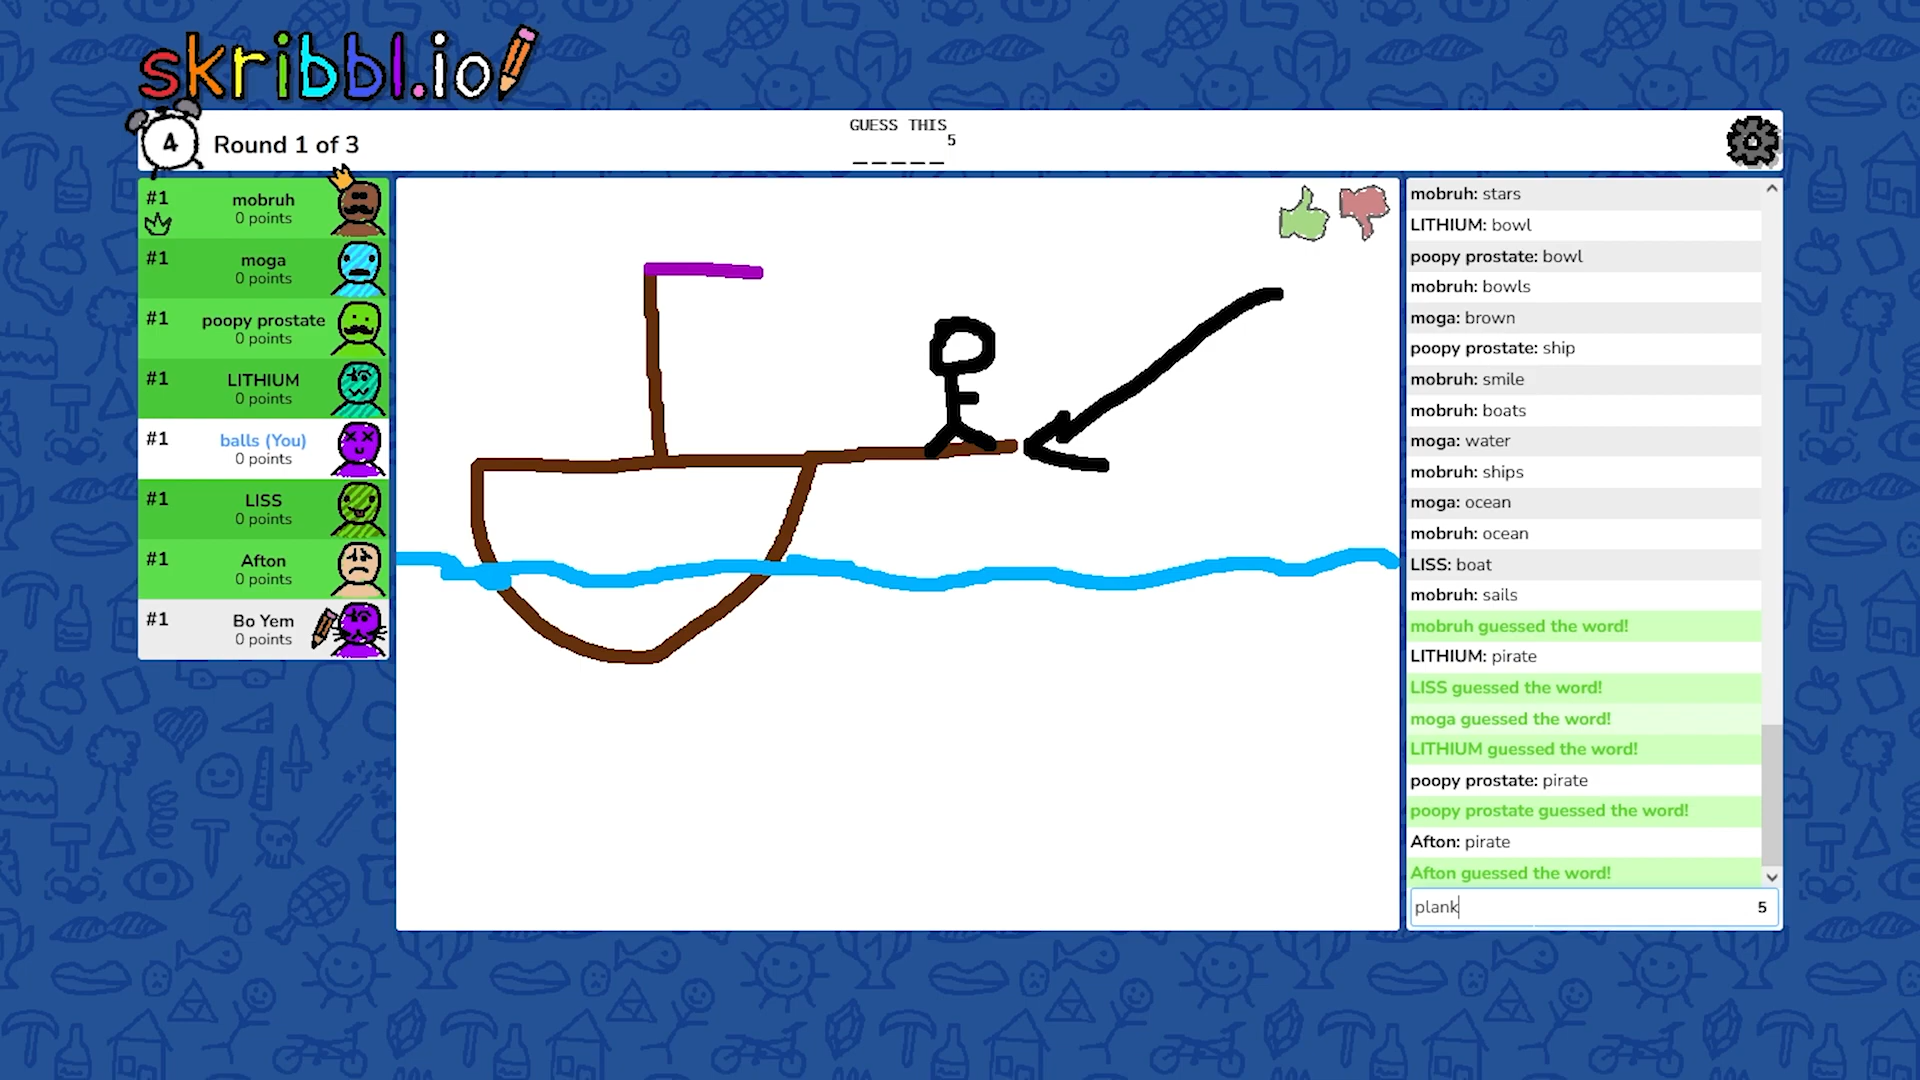 skribbl.io
4
Round 1 of 3
GUESS THIS
5
_ _ _ _ _
#1 mobruh
0 points
#1 moga
0 points
#1 poopy prostate
0 points
#1 LITHIUM
0 points
#1 balls (You)
0 points
#1 LISS
0 points
#1 Afton
0 points
#1 Bo Yem
0 points
mobruh: stars
LITHIUM: bowl
poopy prostate: bowl
mobruh: bowls
moga: brown
poopy prostate: ship
mobruh: smile
mobruh: boats
moga: water
mobruh: ships
moga: ocean
mobruh: ocean
LISS: boat
mobruh: sails
mobruh guessed the word!
LITHIUM: pirate
LISS guessed the word!
moga guessed the word!
LITHIUM guessed the word!
poopy prostate: pirate
poopy prostate guessed the word!
Afton: pirate
Afton guessed the word!
plank 5